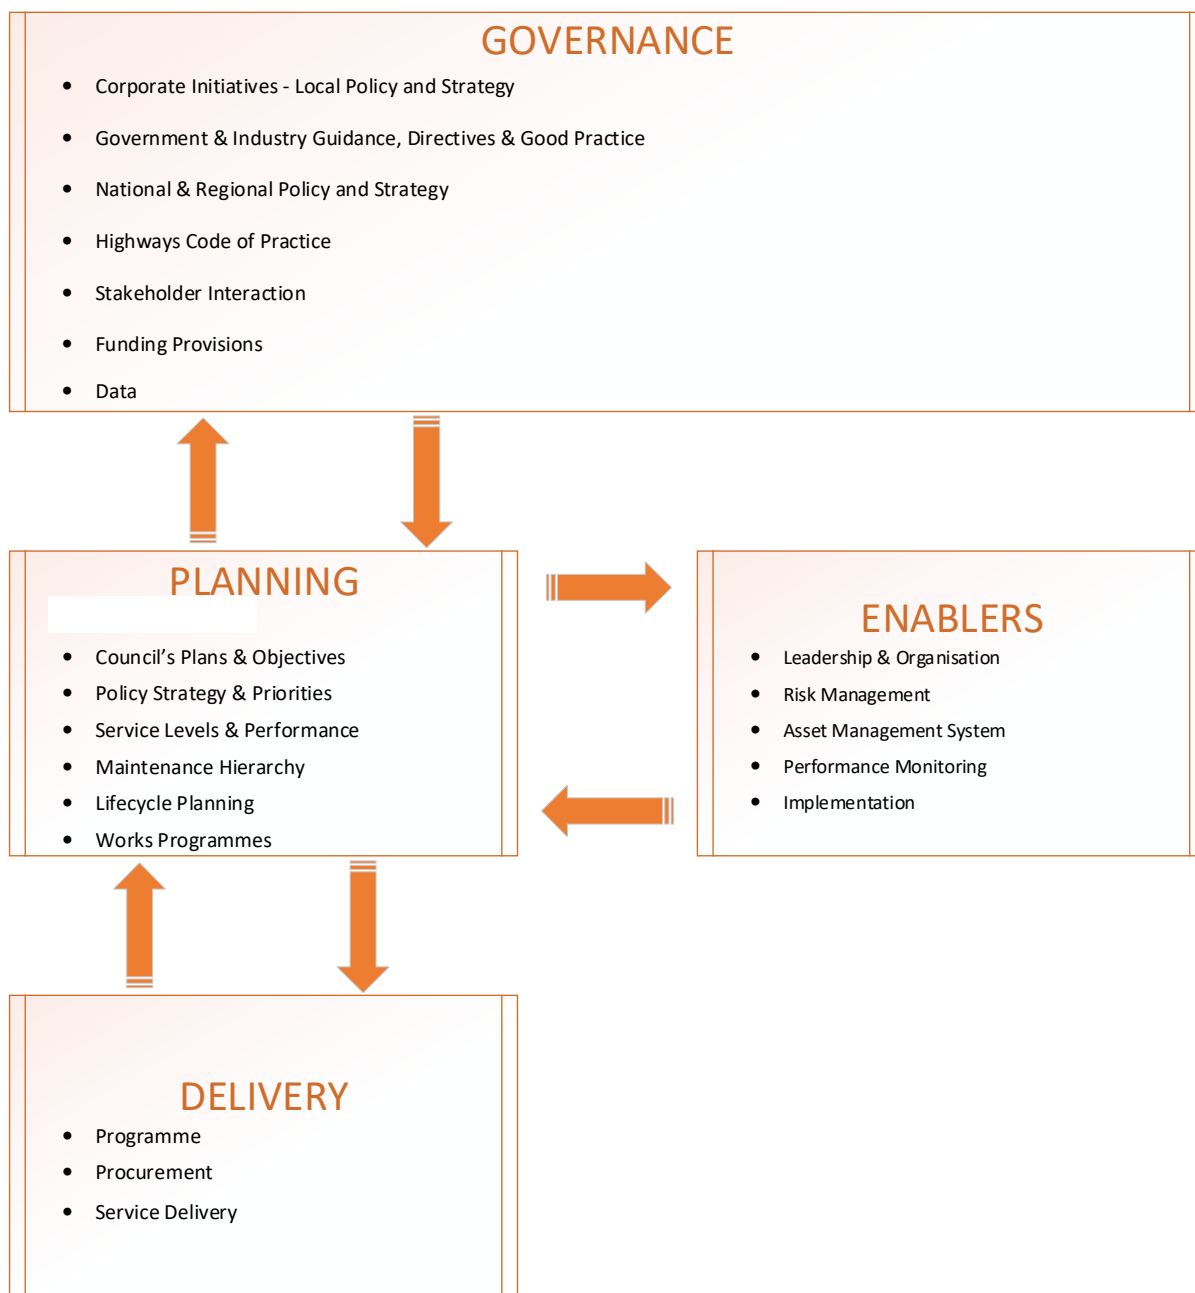 GOVERNANCE
• Corporate Initiatives - Local Policy and Strategy
• Government & Industry Guidance, Directives & Good Practice
• National & Regional Policy and Strategy
• Highways Code of Practice
• Stakeholder Interaction
• Funding Provisions
• Data
PLANNING
• Council’s Plans & Objectives
• Policy Strategy & Priorities
• Service Levels & Performance
• Maintenance Hierarchy
• Lifecycle Planning
• Works Programmes
ENABLERS
• Leadership & Organisation
• Risk Management
• Asset Management System
• Performance Monitoring
• Implementation
DELIVERY
• Programme
• Procurement
• Service Delivery